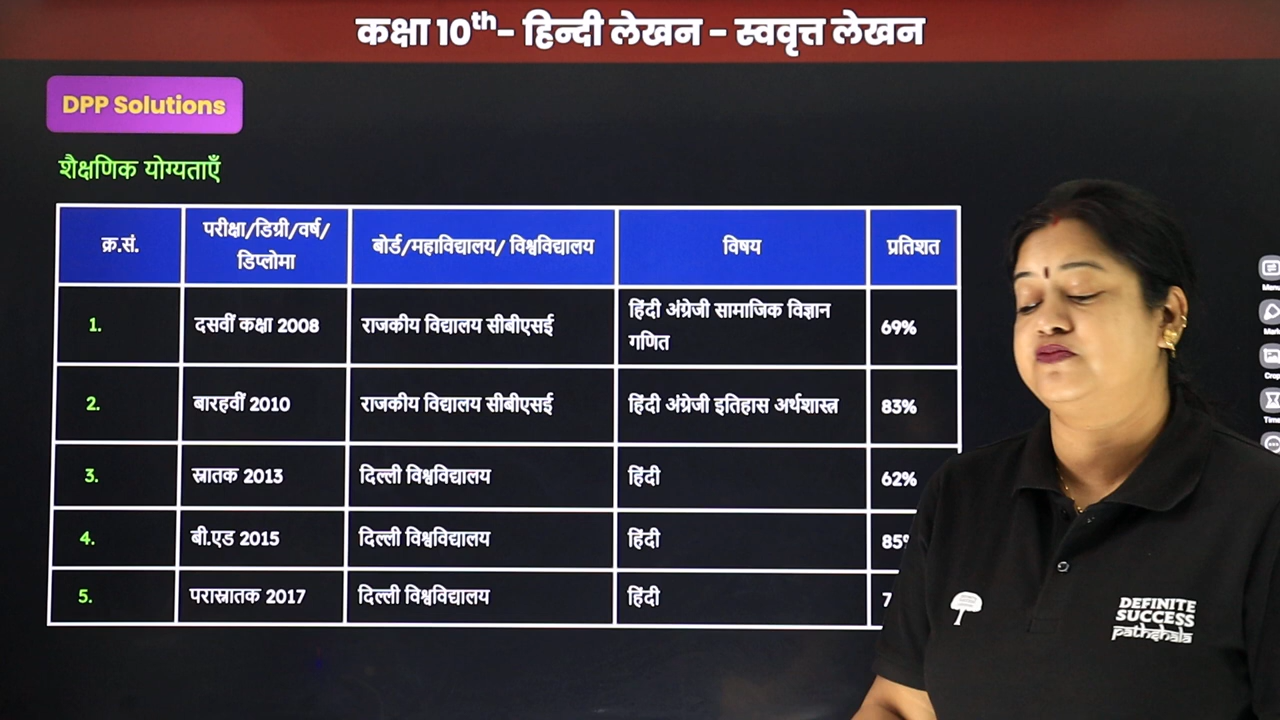 कक्षा 10th- हिन्दी लेखन - स्ववृत्त लेखन
DPP Solutions
शैक्षणिक योग्यताएँ
क्र.सं. परीक्षा/डिग्री/वर्ष/ डिप्लोमा बोर्ड/महाविद्यालय/ विश्वविद्यालय विषय प्रतिशत
1. दसवीं कक्षा 2008 राजकीय विद्यालय सीबीएसई हिंदी अंग्रेजी सामाजिक विज्ञान गणित 69%
2. बारहवीं 2010 राजकीय विद्यालय सीबीएसई हिंदी अंग्रेजी इतिहास अर्थशास्त्र 83%
3. स्नातक 2013 दिल्ली विश्वविद्यालय हिंदी 62%
4. बी.एड 2015 दिल्ली विश्वविद्यालय हिंदी 85%
5. परास्नातक 2017 दिल्ली विश्वविद्यालय हिंदी
DEFINITE
SUCCESS
pathshala